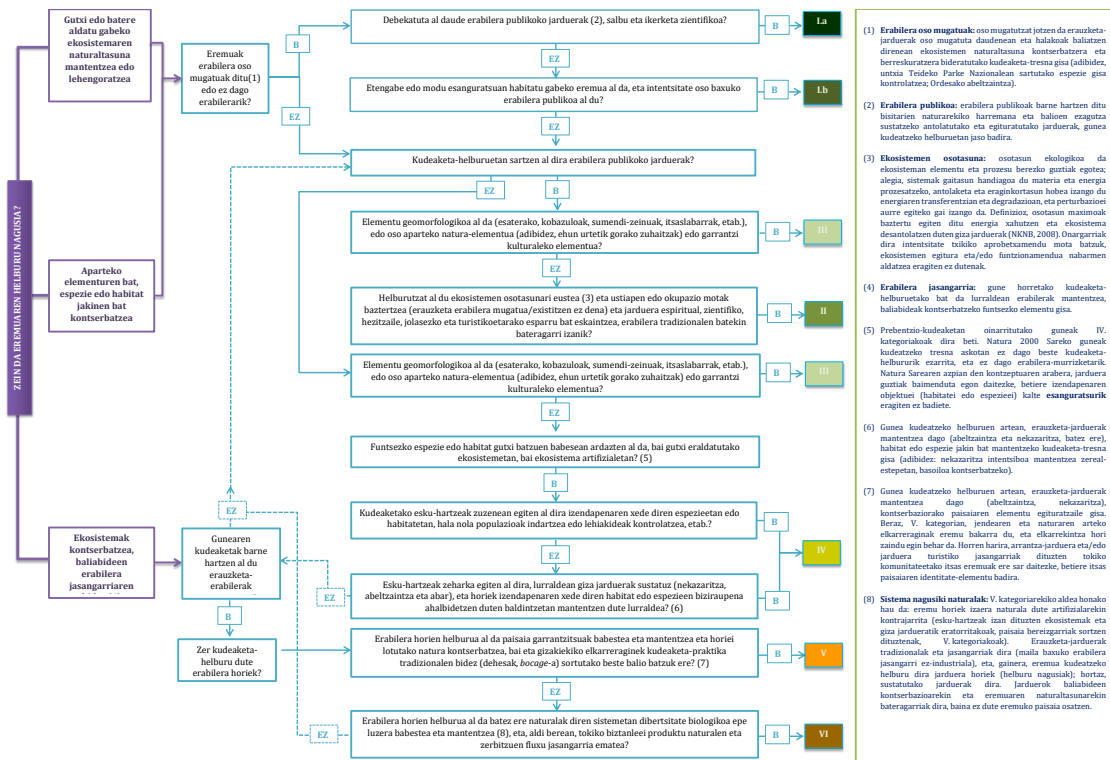 ZEIN DA EREMUAREN HELBURU NAGUSIA?
Gutxi edo batere
aldatu gabeko
ekosistemaren
naturaltasuna
mantentzea edo
lehengoratzea
Aparteko
elementuren bat,
espezie edo habitat
jakinen bat
kontserbatzea
Ekosistemak
kontserbatzea,
baliabideen
erabilera
jasangarriaren
Eremuak
erabilera oso
mugatuak ditu(1)
edo ez dago
erabilerarik?
B
EZ
Debekatuta al daude erabilera publikoko jarduerak (2), salbu eta ikerketa zientifikoa?
B
I.a
EZ
Etengabe edo modu esanguratsuan habitatu gabeko eremua al da, eta intentsitate oso baxuko
erabilera publikoa al du?
B
I.b
EZ
Kudeaketa-helburuetan sartzen al dira erabilera publikoko jarduerak?
EZ
B
Elementu geomorfologikoa al da (esaterako, kobazuloak, sumendi-zeinuak, itsaslabarrak, etab.),
edo oso aparteko natura-elementua (adibidez, ehun urtetik gorako zuhaitzak) edo garrantzi
kulturaleko elementua?
B
III
EZ
Helburutzat al du ekosistemen osotasunari eustea (3) eta ustiapen edo okupazio motak
baztertzea (erauzketa erabilera mugatua/existitzen ez dena) eta jarduera espiritual, zientifiko,
hezitzaile, jolasezko eta turistikoetarako esparru bat eskaintzea, erabilera tradizionalen batekin
bateragarri izanik?
B
II
EZ
Elementu geomorfologikoa al da (esaterako, kobazuloak, sumendi-zeinuak, itsaslabarrak, etab.),
edo oso aparteko natura-elementua (adibidez, ehun urtetik gorako zuhaitzak) edo garrantzi
kulturaleko elementua?
B
III
EZ
Funtsezko espezie edo habitat gutxi batzuen babesean ardazten al da, bai gutxi eraldatutako
ekosistemetan, bai ekosistema artifizialetan? (5)
B
Kudeaketako esku-hartzeak zuzenean egiten al dira izendapenaren xede diren espezieetan edo
habitatetan, hala nola populazioak indartzea edo lehiakideak kontrolatzea, etab.?
B
EZ
IV
Esku-hartzeak zeharka egiten al dira, lurraldean giza jarduerak sustatuz (nekazaritza,
abeltzaintza eta abar), eta horiek izendapenaren xede diren habitat edo espezieen biziraupena
ahalbidetzen duten baldintzetan mantentzen dute lurraldea? (6)
B
EZ
EZ
Gunearen
kudeaketak barne
hartzen al du
erauzketa-
erabilerak
B
Zer kudeaketa-
helburu dute
erabilera horiek?
Erabilera horien helburua al da paisaia garrantzitsuak babestea eta mantentzea eta horiei
lotutako natura kontserbatzea, bai eta gizakiekiko elkarreraginek kudeaketa-praktika
tradizionalen bidez (dehesak, bocage-a) sortutako beste balio batzuk ere? (7)
B
V
EZ
Erabilera horien helburua al da batez ere naturalak diren sistemetan dibertsitate biologikoa epe
luzera babestea eta mantentzea (8), eta, aldi berean, tokiko biztanleei produktu naturalen eta
zerbitzuen fluxu jasangarria ematea?
EZ
B
VI
(1) Erabilera oso mugatuak: oso mugatutzat jotzen da erauzketa-
jarduerak oso mugatuta daudenean eta halakoak baliatzen
direnean ekosistemen naturaltasuna kontserbatzera eta
berreskuratzera bideratutako kudeaketa-tresna gisa (adibidez,
untxia Teideko Parke Nazionalean sartutako espezie gisa
kontrolatzea; Ordesako abeltzaintza).
(2) Erabilera publikoa: erabilera publikoak barne hartzen ditu
bisitarien naturarekiko harremana eta balioen ezagutza
sustatzeko antolatutako eta egituratutako jarduerak, gunea
kudeatzeko helburuetan jaso badira.
(3) Ekosistemen osotasuna: osotasun ekologikoa da
ekosisteman elementu eta prozesu berezko guztiak egotea;
alegia, sistemak gaitasun handiagoa du materia eta energia
prozesatzeko, antolaketa eta eraginkortasun hobea izango du
energiaren transferentzian eta degradazioan, eta perturbazioei
aurre egiteko gai izango da. Definizioz, osotasun maximoak
baztertu egiten ditu energia xahutzen eta ekosistema
desantolatzen duten giza jarduerak (NKNB, 2008). Onargarriak
dira intentsitate txikiko aprobetxamendu mota batzuk,
ekosistemen egitura eta/edo funtzionamendua nabarmen
aldatzea eragiten ez dutenak.
(4) Erabilera jasangarria: gune horretako kudeaketa-
helburuetako bat da lurraldean erabilerak mantentzea,
baliabideak kontserbatzeko funtsezko elementu gisa.
(5) Prebentzio-kudeaketan oinarritutako guneak IV.
kategoriakoak dira beti. Natura 2000 Sareko guneak
kudeatzeko tresna askotan ez dago beste kudeaketa-
helbururik ezarrita, eta ez dago erabilera-murrizketarik.
Natura Sarearen azpian den kontzeptuaren arabera, jarduera
guztiak baimenduta egon daitezke, betiere izendapenaren
objektuei (habitatei edo espezieei) kalte esanguratsurik
eragiten ez badiete.
(6) Gunea kudeatzeko helburuen artean, erauzketa-jarduerak
mantentzea dago (abeltzaintza eta nekazaritza, batez ere),
habitat edo espezie jakin bat mantentzeko kudeaketa-tresna
gisa (adibidez: nekazaritza intentsiboa mantentzea zereal-
estepetan, basoiloa kontserbatzeko).
(7) Gunea kudeatzeko helburuen artean, erauzketa-jarduerak
mantentzea dago (abeltzaintza, nekazaritza),
kontserbaziorako paisaiaren elementu egituratzaile gisa.
Beraz, V. kategorian, jendearen eta naturaren arteko
elkarreraginak eremu bakarra du, eta elkarrekintza hori
zaindu egin behar da. Horren harira, arrantza-jarduera eta/edo
jarduera turistiko jasangarriak dituzten tokiko
komunitateetako itsas eremuak ere sar daitezke, betiere itsas
paisaiaren identitate-elementu badira.
(8) Sistema nagusiki naturalak: V. kategoriarekiko aldea honako
hau da: eremu horiek izaera naturala dute artifizialarekin
kontrajarrita (esku-hartzeak izan dituzten ekosistemak eta
giza jardueratik eratorritakoak, paisaia bereizgarriak sortzen
dituztenak, V. kategoriakoak). Erauzketa-jarduerak
tradizionalak eta jasangarriak dira (maila baxuko erabilera
jasangarri ez-industriala), eta, gainera, eremua kudeatzeko
helburu dira jarduera horiek (helburu nagusiak); hortaz,
sustatutako jarduerak dira. Jarduerok baliabideen
kontserbazioarekin eta eremuaren naturaltasunarekin
bateragarriak dira, baina ez dute eremuko paisaia osatzen.